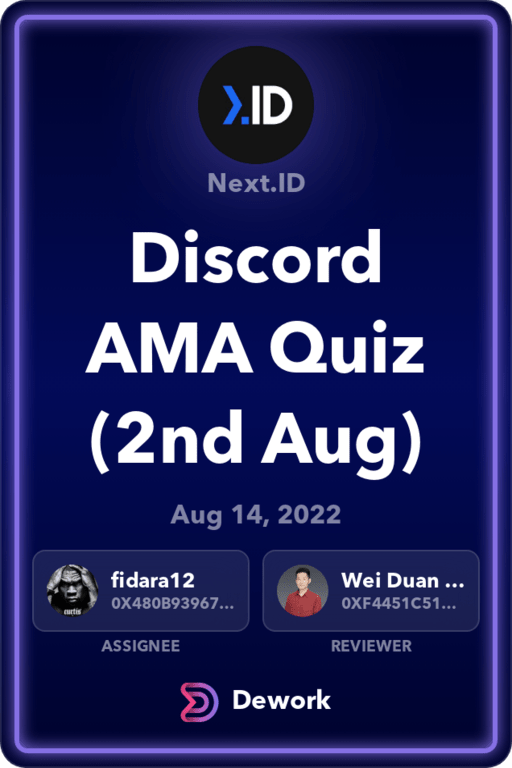 .ID
Next.ID
Discord
AMA Quiz
(2nd Aug)
Aug 14, 2022
fidara12
0X480B93967...
curtis
ASSIGNEE
Wei Duan ...
0XF4451C51...
REVIEWER
Dework